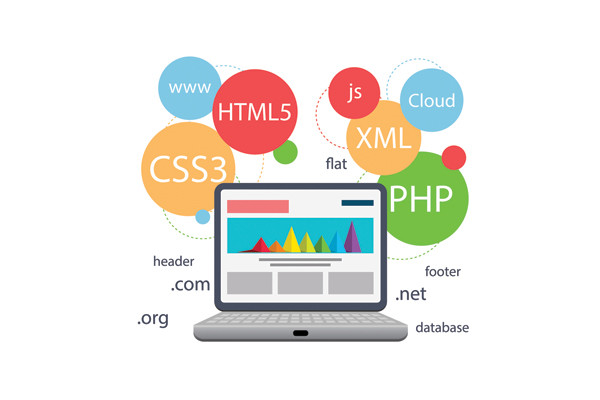 www
HTML5
js
Cloud
XML
CSS3
flat
PHP
header
footer
.com
.net
.org
database